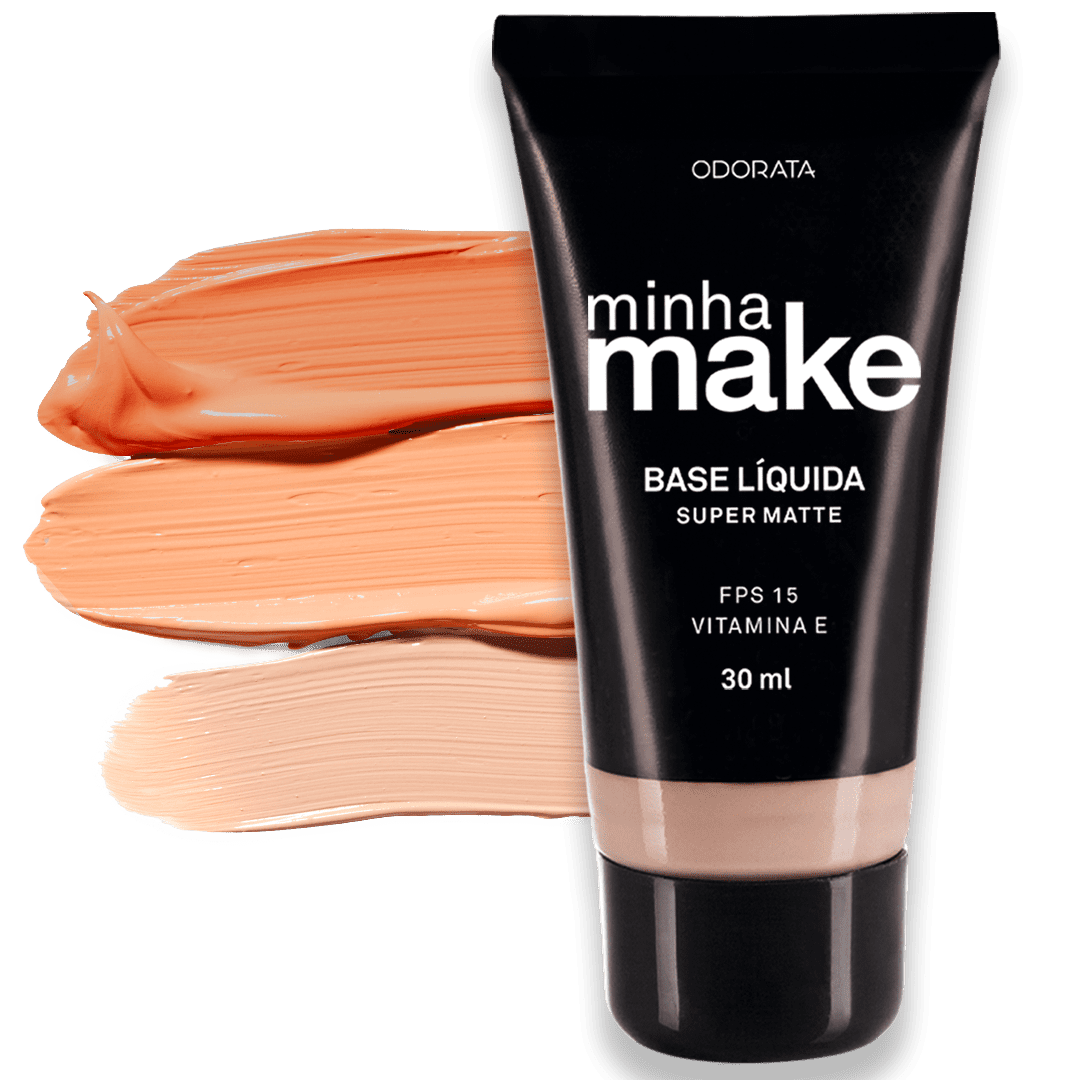 ODORATA
minha
make
BASE LÍQUIDA
SUPER MATTE
FPS 15
VITAMINA E
30 ml